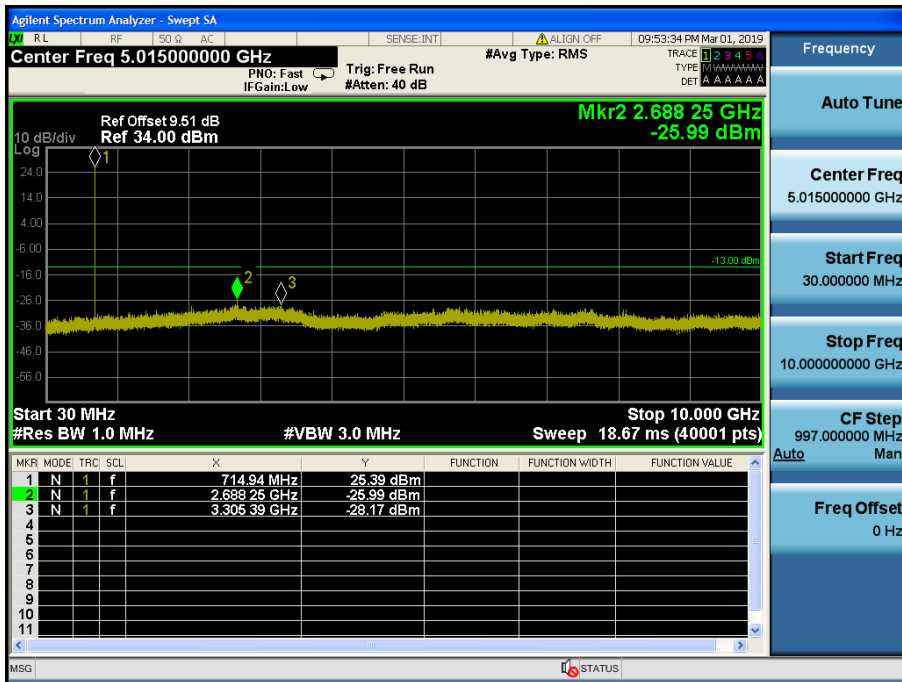 Agilent Spectrum Analyzer - Swept SA
LXI RL RF 50 Ω AC SENSE:INT ALIGN OFF 09:53:34 PM Mar 01, 2019
Center Freq 5.015000000 GHz #Avg Type: RMS TRACE 1 2 3 4 5 6
PNO: Fast Trig: Free Run TYPE MWWWWW
IFGain:Low #Atten: 40 dB DET A A A A A A
Mkr2 2.688 25 GHz
-25.99 dBm
Ref Offset 9.51 dB
10 dB/div Ref 34.00 dBm
Log
1
24.0
14.0
4.00
-6.00
-13.00 dBm
-16.0
2
3
-26.0
-36.0
-46.0
-56.0
Start 30 MHz Stop 10.000 GHz
#Res BW 1.0 MHz #VBW 3.0 MHz Sweep 18.67 ms (40001 pts)
MKR MODE TRC SCL X Y FUNCTION FUNCTION WIDTH FUNCTION VALUE
1 N 1 f 714.94 MHz 25.39 dBm
2 N 1 f 2.688 25 GHz -25.99 dBm
3 N 1 f 3.305 39 GHz -28.17 dBm
4
5
6
7
8
9
10
11
MSG STATUS
Frequency
Auto Tune
Center Freq
5.015000000 GHz
Start Freq
30.000000 MHz
Stop Freq
10.000000000 GHz
CF Step
997.000000 MHz
Auto Man
Freq Offset
0 Hz